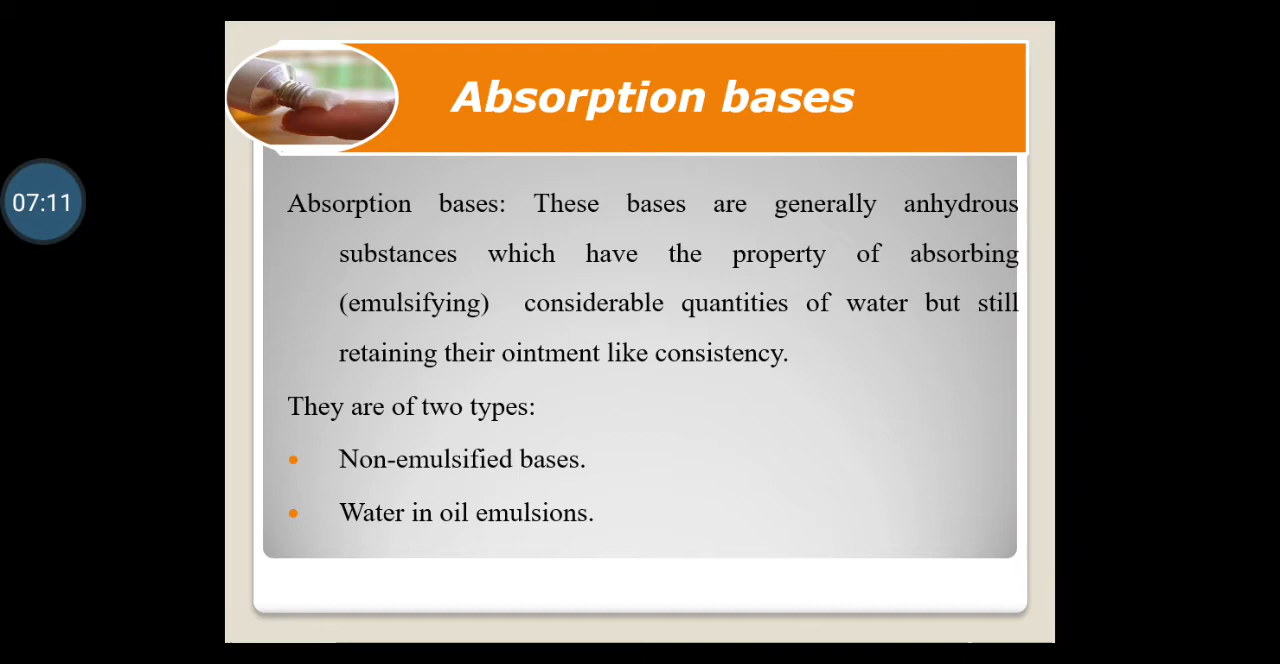 Absorption bases
07:11
Absorption bases: These bases are generally anhydrous
substances which have the property of absorbing
(emulsifying) considerable quantities of water but still
retaining their ointment like consistency.
They are of two types:
• Non-emulsified bases.
• Water in oil emulsions.